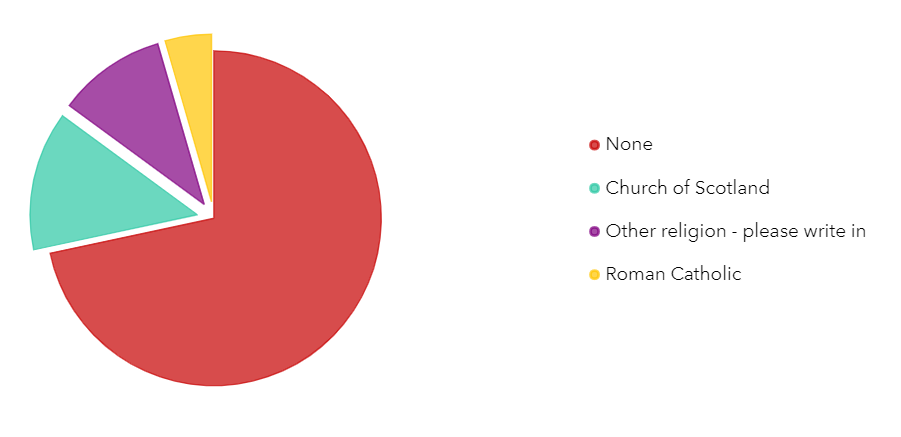 None
Church of Scotland
Other religion - please write in
Roman Catholic